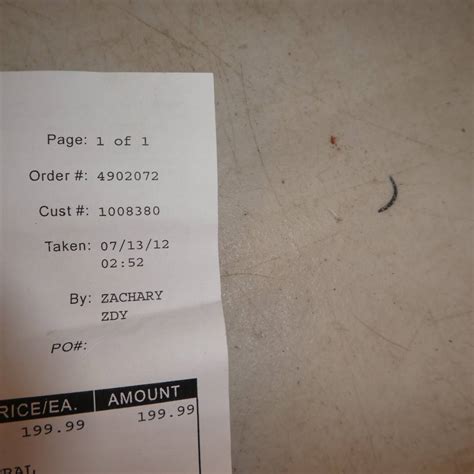 Page: 1 of 1
Order #: 4902072
Cust #: 1008380
Taken: 07/13/12
02:52
By: ZACHARY
ZDY
PO#:
RICE/EA. AMOUNT
199.99 199.99